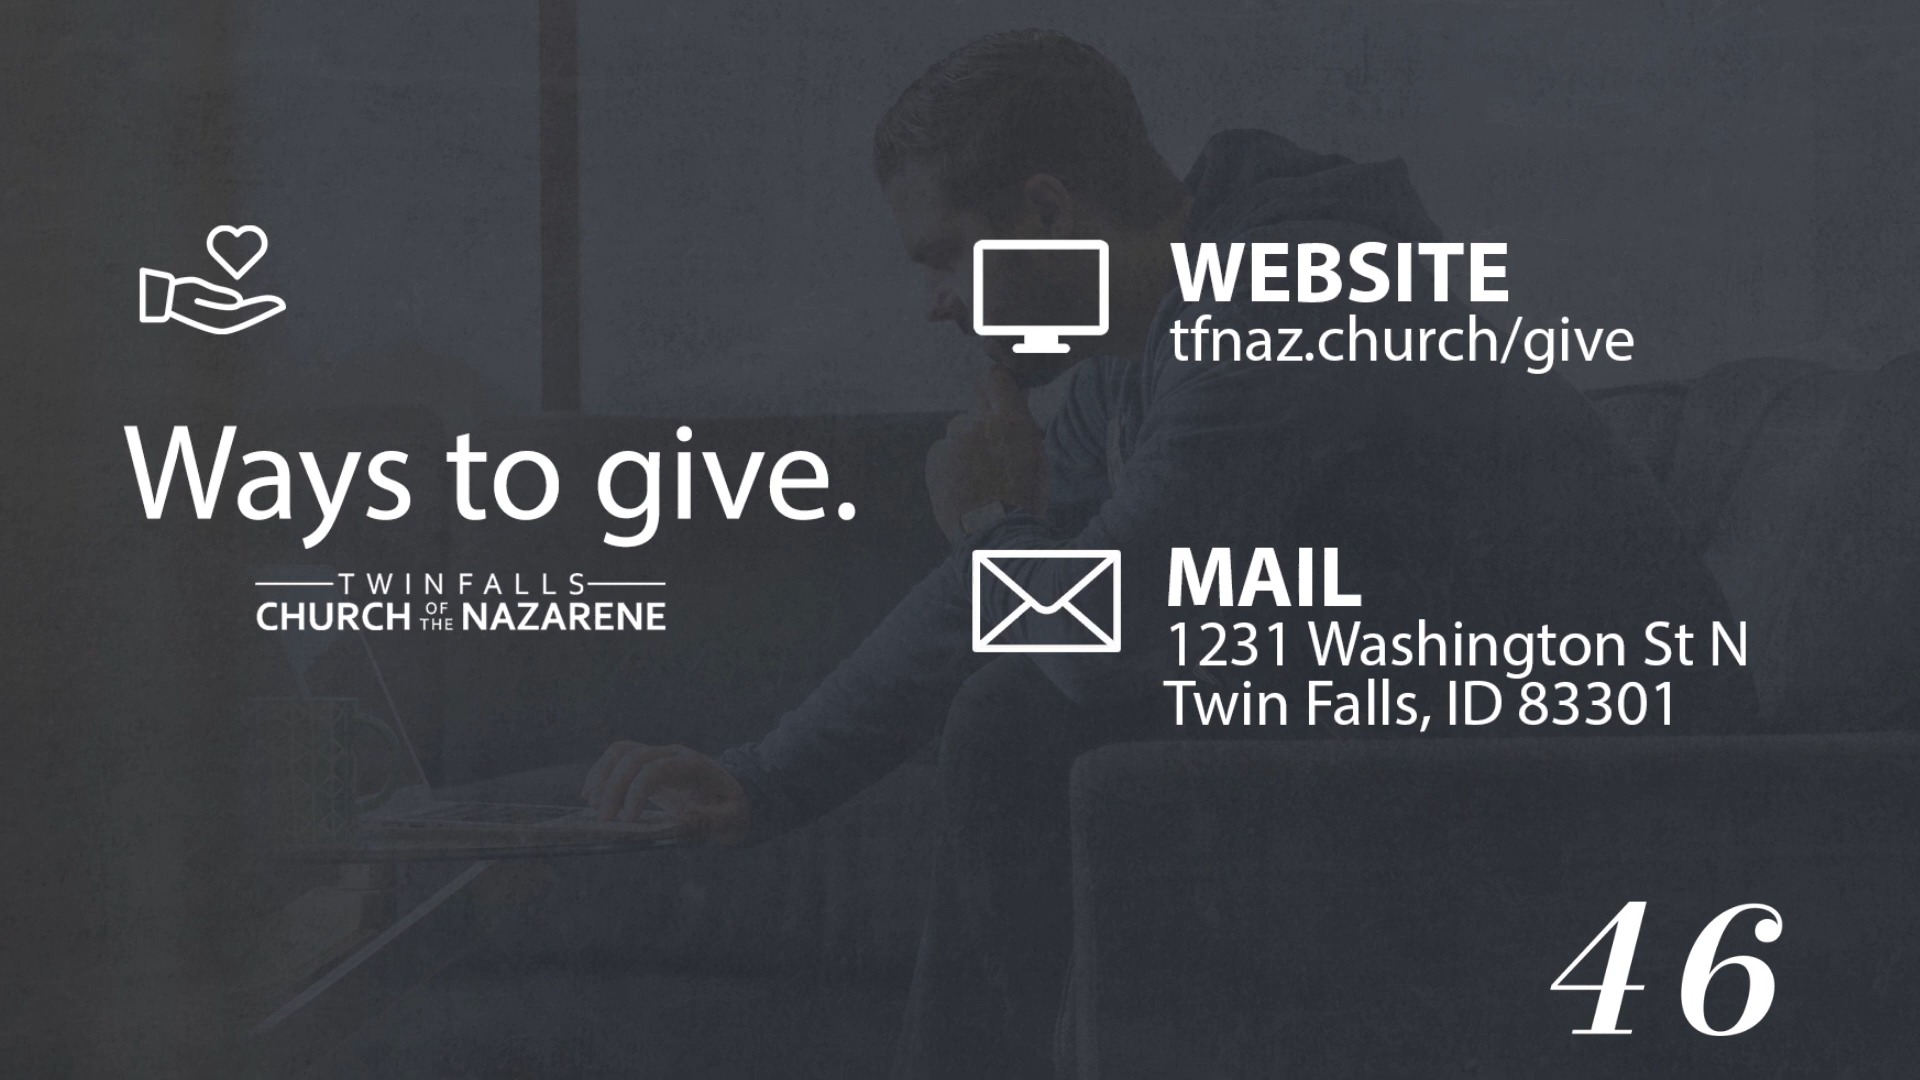 Ways to give.
TWIN FALLS
CHURCH OF THE NAZARENE
WEBSITE
tfnaz.church/give
MAIL
1231 Washington St N
Twin Falls, ID 83301
46